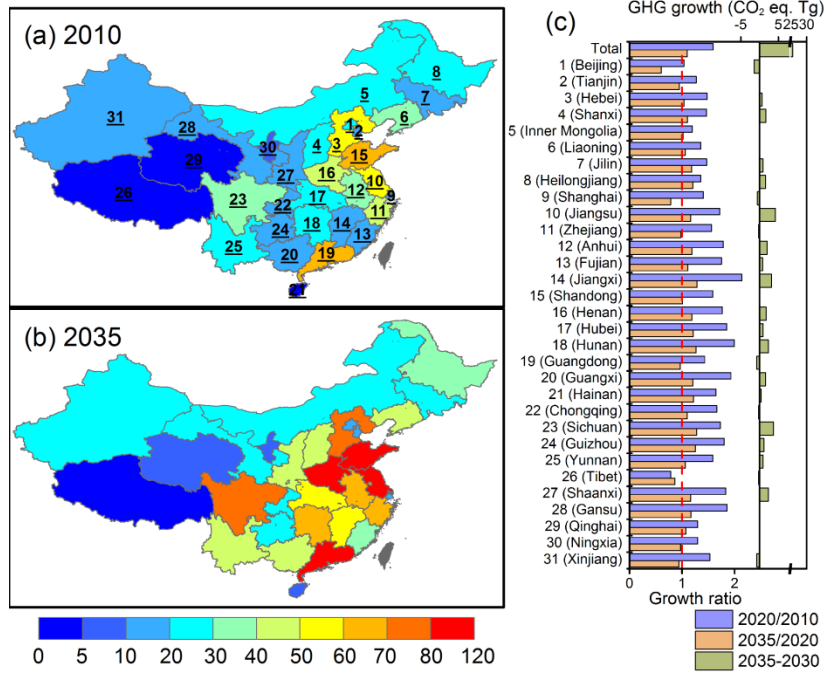 (a) 2010
8
5
7
31
6
28
1
2
30
4
3
29
15
27
16
10
26
23
12
9
22
17
11
24
18
14
25
13
20
19
21
(b) 2035
0 5 10 20 30 40 50 60 70 80 120
(c) GHG growth (CO₂ eq. Tg)
-5 52530
Total
1 (Beijing)
2 (Tianjin)
3 (Hebei)
4 (Shanxi)
5 (Inner Mongolia)
6 (Liaoning)
7 (Jilin)
8 (Heilongjiang)
9 (Shanghai)
10 (Jiangsu)
11 (Zhejiang)
12 (Anhui)
13 (Fujian)
14 (Jiangxi)
15 (Shandong)
16 (Henan)
17 (Hubei)
18 (Hunan)
19 (Guangdong)
20 (Guangxi)
21 (Hainan)
22 (Chongqing)
23 (Sichuan)
24 (Guizhou)
25 (Yunnan)
26 (Tibet)
27 (Shaanxi)
28 (Gansu)
29 (Qinghai)
30 (Ningxia)
31 (Xinjiang)
0 1 2
Growth ratio
2020/2010
2035/2020
2035-2030